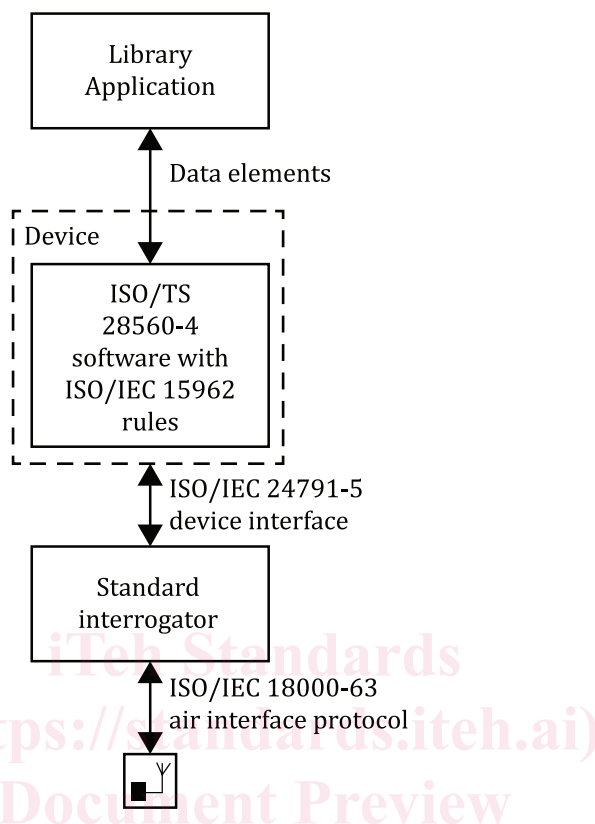 Library
Application
Data elements
Device
ISO/TS
28560-4
software with
ISO/IEC 15962
rules
ISO/IEC 24791-5
device interface
Standard
interrogator
iTeh Standards
ISO/IEC 18000-63
air interface protocol
tps://standards.iteh.ai)
Document Preview